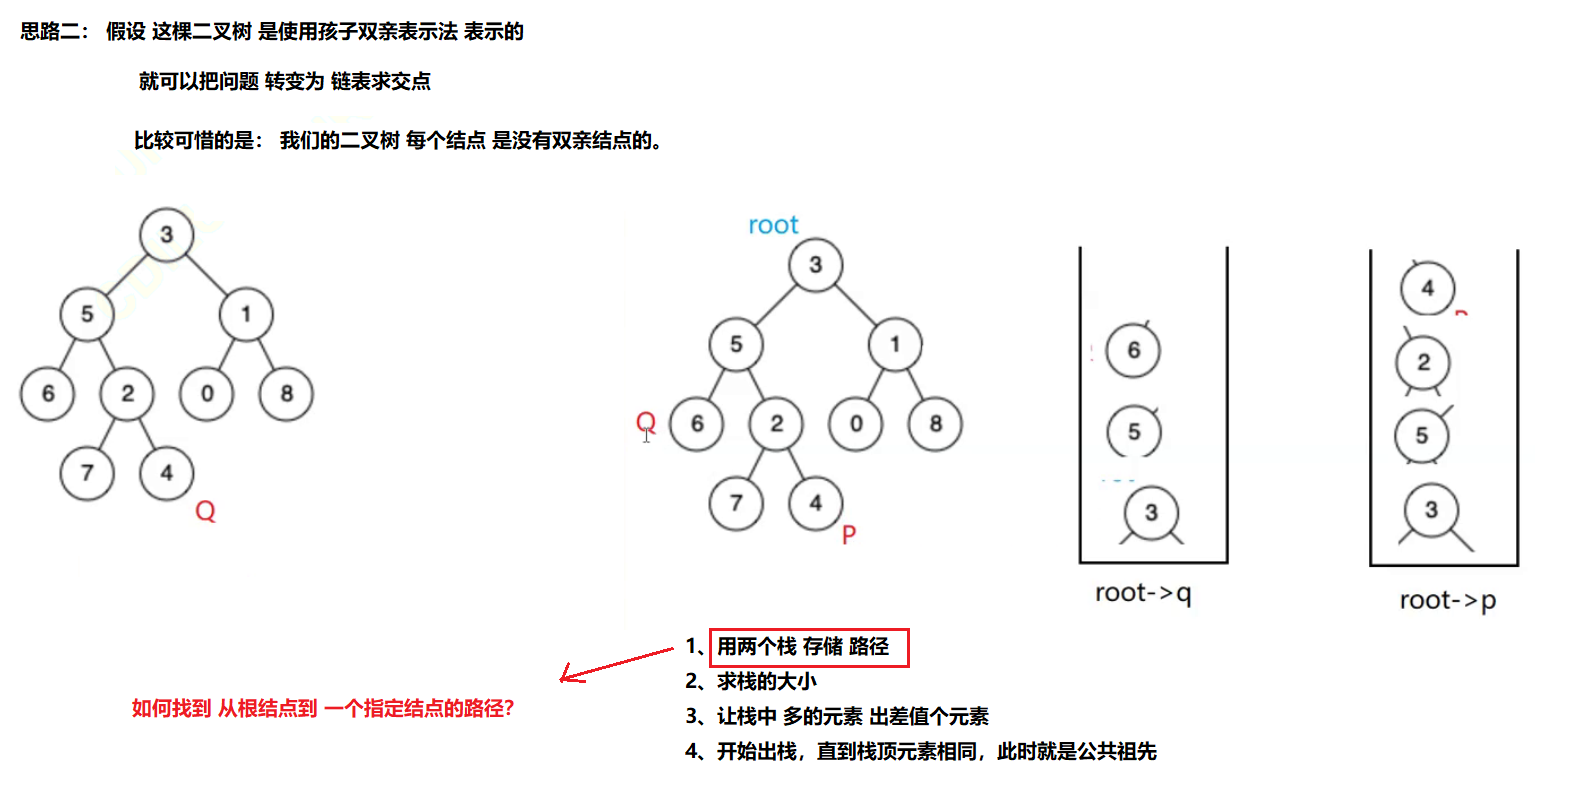 思路二： 假设 这棵二叉树 是使用孩子双亲表示法 表示的
就可以把问题 转变为 链表求交点
比较可惜的是： 我们的二叉树 每个结点 是没有双亲结点的。
3
5 1
6 2 0 8
7 4
Q
root
3
5 1
Q 6 2 0 8
7 4
P
6
5
3
root->q
4
2
5
3
root->p
1、用两个栈 存储 路径
2、求栈的大小
3、让栈中 多的元素 出差值个元素
4、开始出栈，直到栈顶元素相同，此时就是公共祖先
如何找到 从根结点到 一个指定结点的路径？